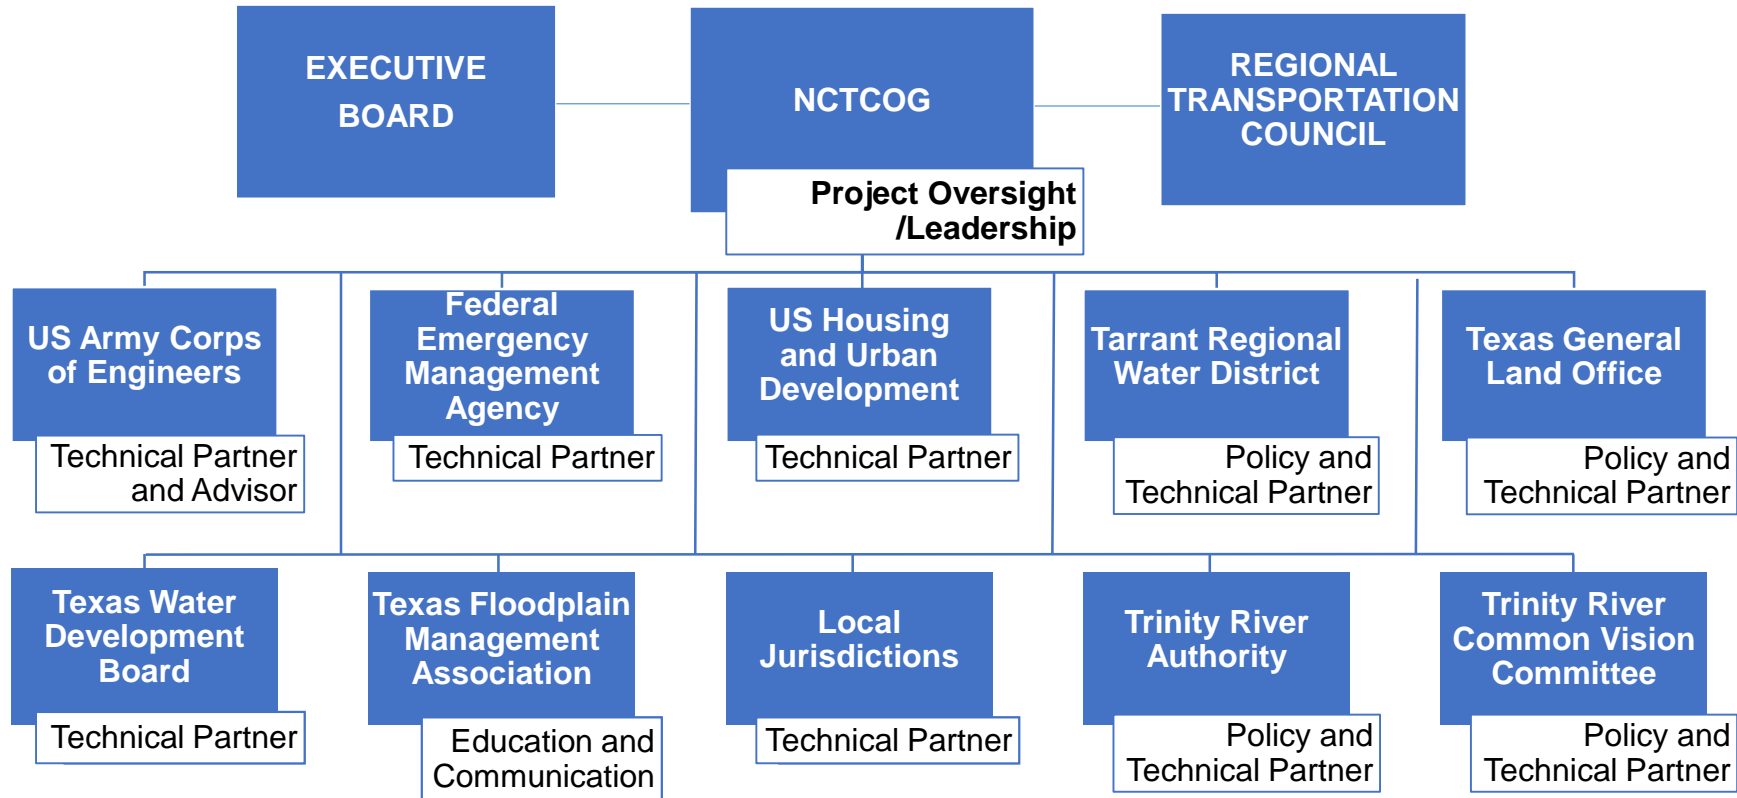 EXECUTIVE
BOARD
NCTCOG
REGIONAL
TRANSPORTATION
COUNCIL
Project Oversight
/Leadership
US Army Corps
of Engineers
Technical Partner
and Advisor
Federal
Emergency
Management
Agency
Technical Partner
US Housing
and Urban
Development
Technical Partner
Tarrant Regional
Water District
Policy and
Technical Partner
Texas General
Land Office
Policy and
Technical Partner
Texas Water
Development
Board
Technical Partner
Texas Floodplain
Management
Association
Education and
Communication
Local
Jurisdictions
Technical Partner
Trinity River
Authority
Policy and
Technical Partner
Trinity River
Common Vision
Committee
Policy and
Technical Partner